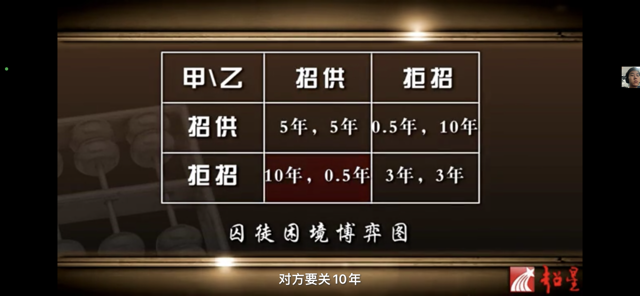 甲\乙 招供 拒招
招供 5年，5年 0.5年，10年
拒招 10年，0.5年 3年，3年
囚徒困境博弈图
对方要关10年
超星